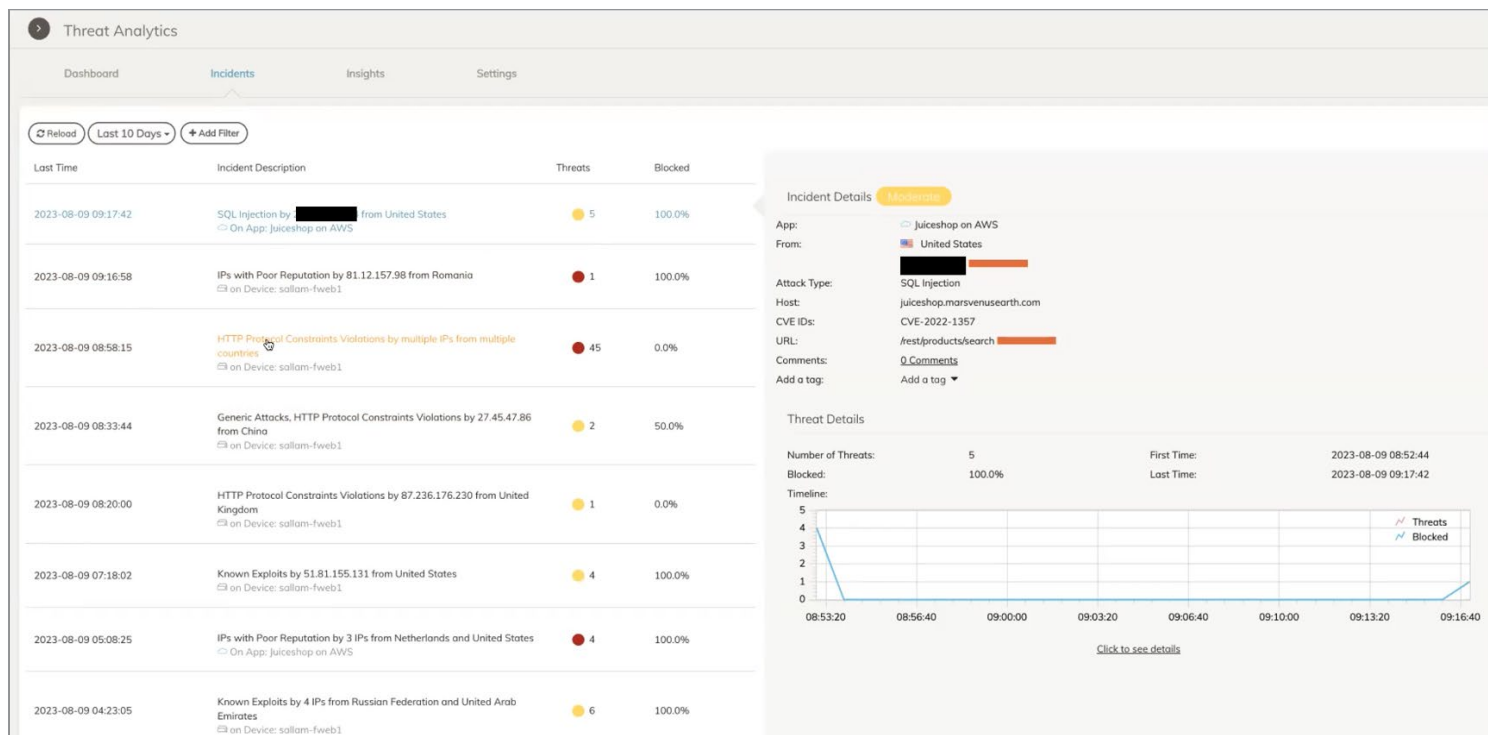 Threat Analytics
Dashboard Incidents Insights Settings
Reload Last 10 Days + Add Filter
Last Time Incident Description Threats Blocked
2023-08-09 09:17:42 SQL Injection by from United States 5 100.0%
On App: Juiceshop on AWS
2023-08-09 09:16:58 IPs with Poor Reputation by 81.12.157.98 from Romania 1 100.0%
on Device: sallam-fweb1
2023-08-09 08:58:15 HTTP Protocol Constraints Violations by multiple IPs from multiple countries 45 0.0%
on Device: sallam-fweb1
2023-08-09 08:33:44 Generic Attacks, HTTP Protocol Constraints Violations by 27.45.47.86 from China 2 50.0%
on Device: sallam-fweb1
2023-08-09 08:20:00 HTTP Protocol Constraints Violations by 87.236.176.230 from United Kingdom 1 0.0%
on Device: sallam-fweb1
2023-08-09 07:18:02 Known Exploits by 51.81.155.131 from United States 4 100.0%
on Device: sallam-fweb1
2023-08-09 05:08:25 IPs with Poor Reputation by 3 IPs from Netherlands and United States 4 100.0%
On App: Juiceshop on AWS
2023-08-09 04:23:05 Known Exploits by 4 IPs from Russian Federation and United Arab Emirates 6 100.0%
on Device: sallam-fweb1
Incident Details Moderate
App: Juiceshop on AWS
From: United States
Attack Type: SQL Injection
Host: juiceshop.marsvenusearth.com
CVE IDs: CVE-2022-1357
URL: /rest/products/search
Comments: 0 Comments
Add a tag: Add a tag
Threat Details
Number of Threats: 5 First Time: 2023-08-09 08:52:44
Blocked: 100.0% Last Time: 2023-08-09 09:17:42
Timeline:
5
4
3
2
1
0
Threats
Blocked
08:53:20 08:56:40 09:00:00 09:03:20 09:06:40 09:10:00 09:13:20 09:16:40
Click to see details